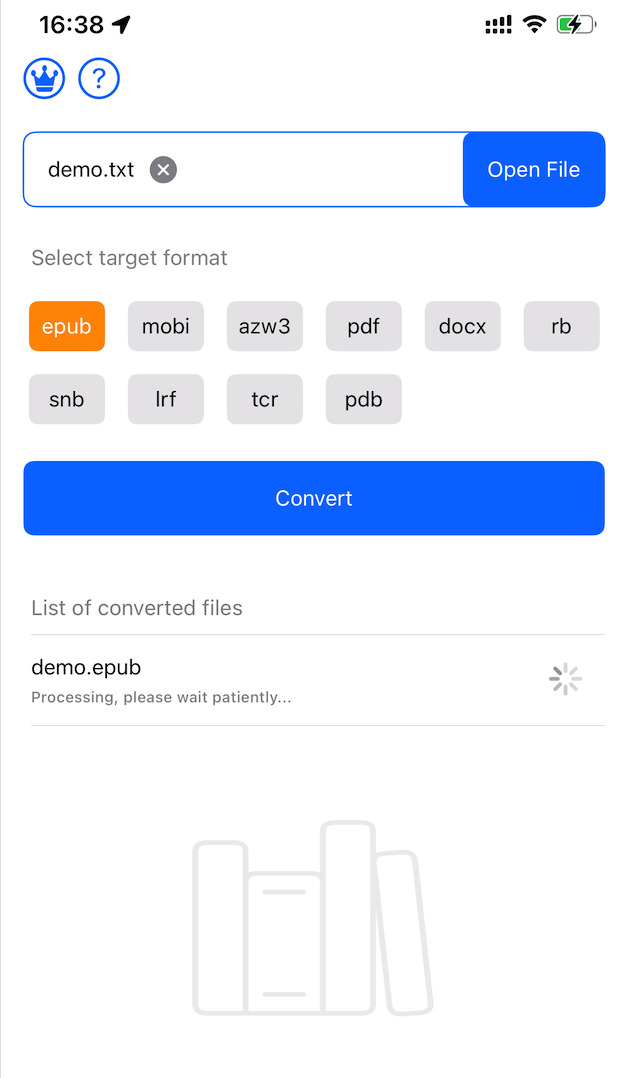 16:38
?
demo.txt Open File
Select target format
epub mobi azw3 pdf docx rb
snb lrf tcr pdb
Convert
List of converted files
demo.epub
Processing, please wait patiently...